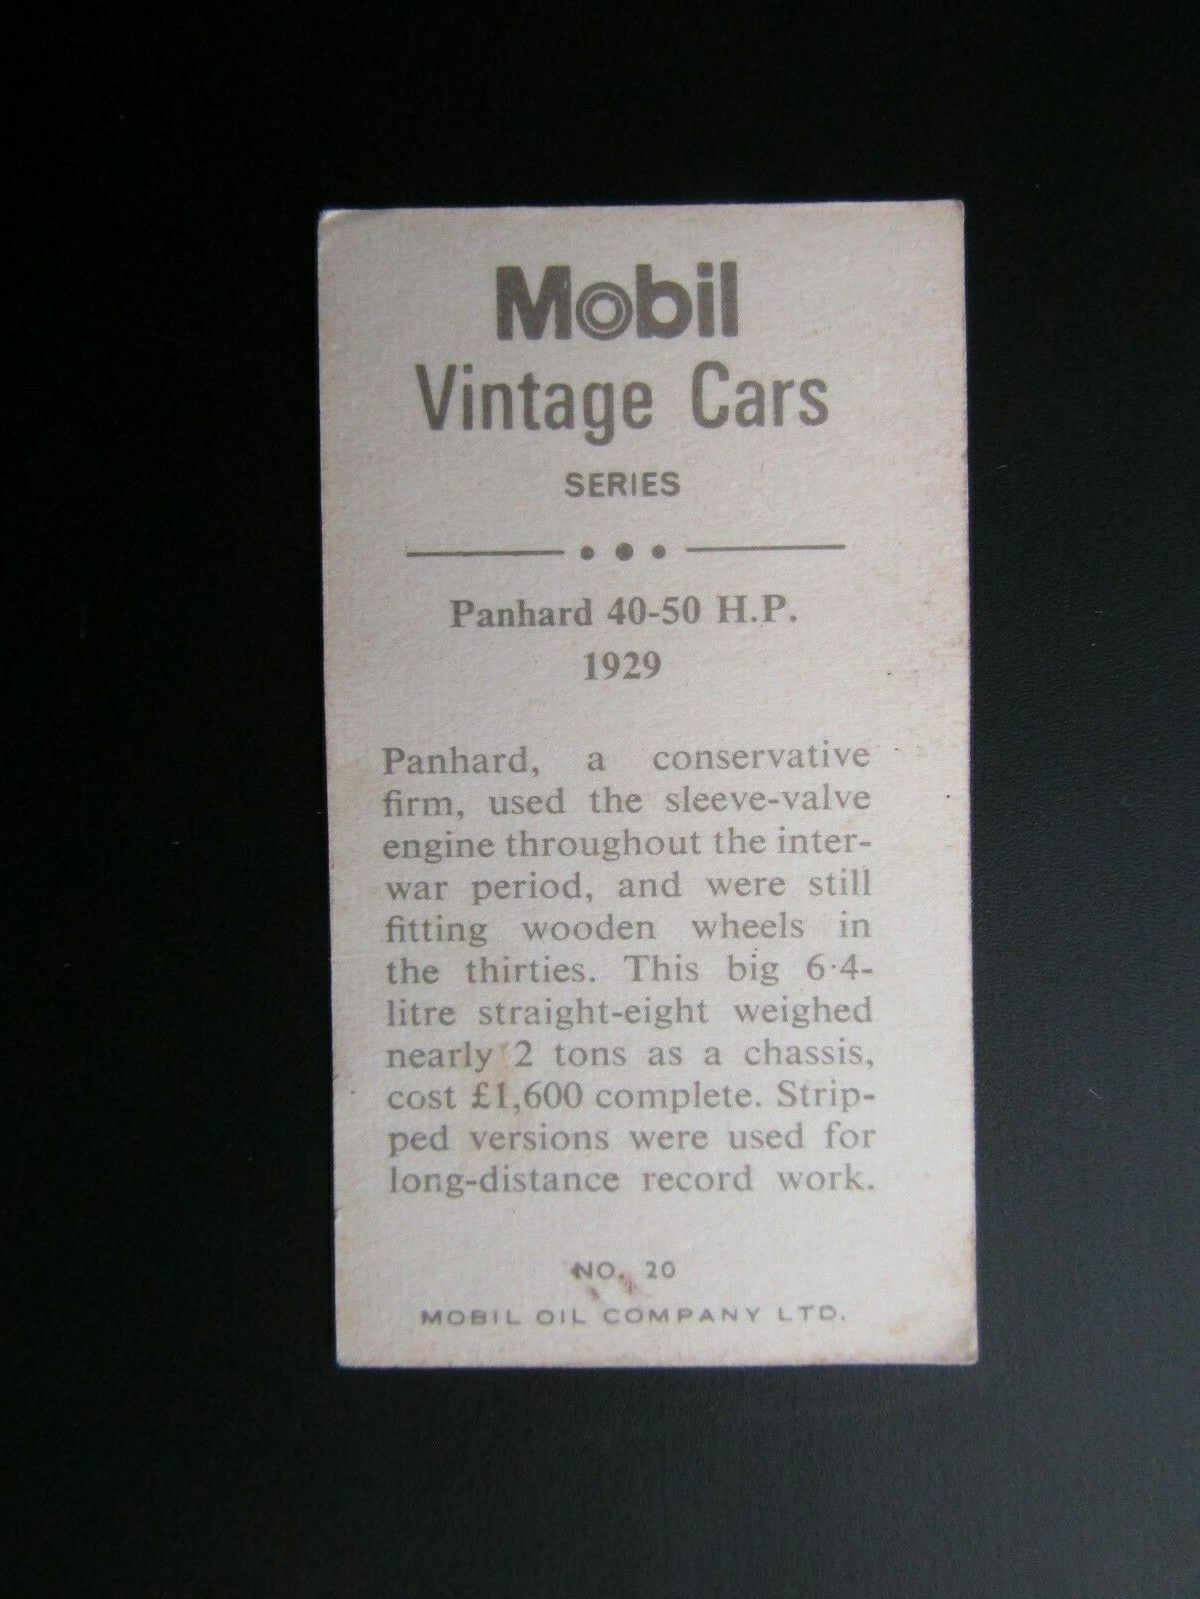 Mobil
Vintage Cars
SERIES
Panhard 40-50 H.P.
1929
Panhard, a conservative
firm, used the sleeve-valve
engine throughout the inter-
war period, and were still
fitting wooden wheels in
the thirties. This big 6·4-
litre straight-eight weighed
nearly 2 tons as a chassis,
cost £1,600 complete. Strip-
ped versions were used for
long-distance record work.
NO. 20
MOBIL OIL COMPANY LTD.